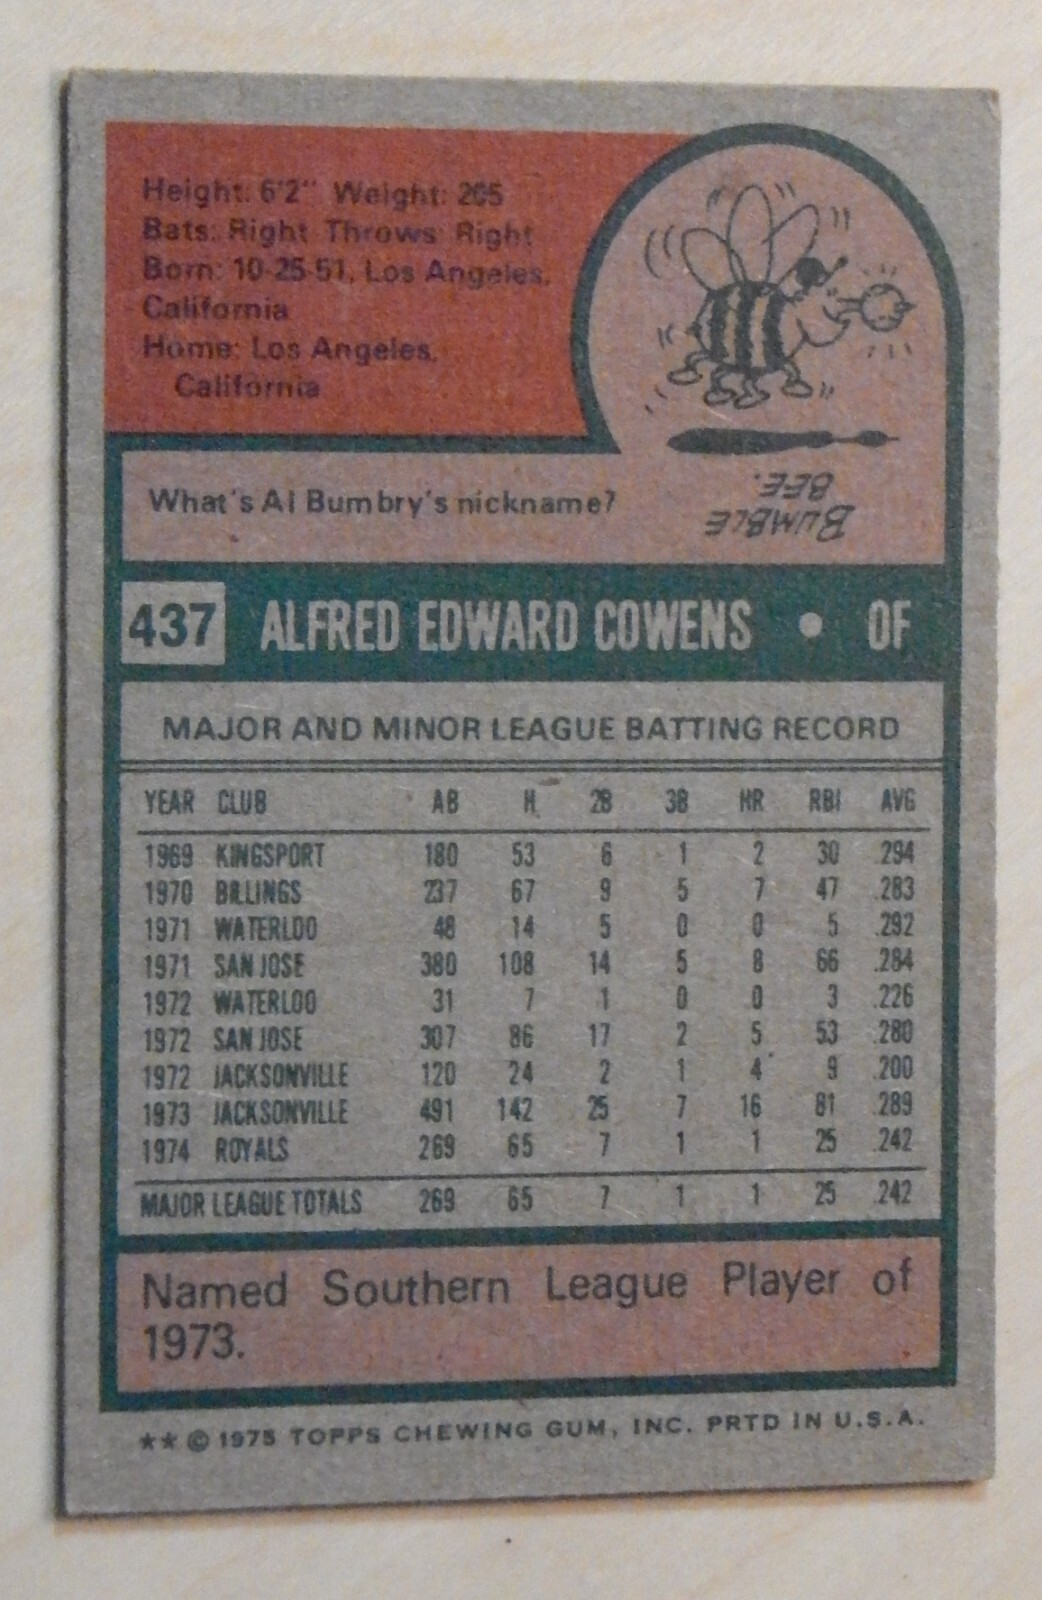 Height: 6'2" Weight: 205
Bats: Right Throws: Right
Born: 10-25-51, Los Angeles,
California
Home: Los Angeles,
California
What's Al Bumbry's nickname?
BUMBLE
BEE.
437 ALFRED EDWARD COWENS • OF
MAJOR AND MINOR LEAGUE BATTING RECORD
YEAR CLUB AB H 2B 3B HR RBI AVG
1969 KINGSPORT 180 53 6 1 2 30 .294
1970 BILLINGS 237 67 9 5 7 47 .283
1971 WATERLOO 48 14 5 0 0 5 .292
1971 SAN JOSE 380 108 14 5 8 66 .284
1972 WATERLOO 31 7 1 0 0 3 .226
1972 SAN JOSE 307 86 17 2 5 53 .280
1972 JACKSONVILLE 120 24 2 1 4 9 .200
1973 JACKSONVILLE 491 142 25 7 16 81 .289
1974 ROYALS 269 65 7 1 1 25 .242
MAJOR LEAGUE TOTALS 269 65 7 1 1 25 .242
Named Southern League Player of
1973.
** © 1975 TOPPS CHEWING GUM, INC. PRTD IN U.S.A.